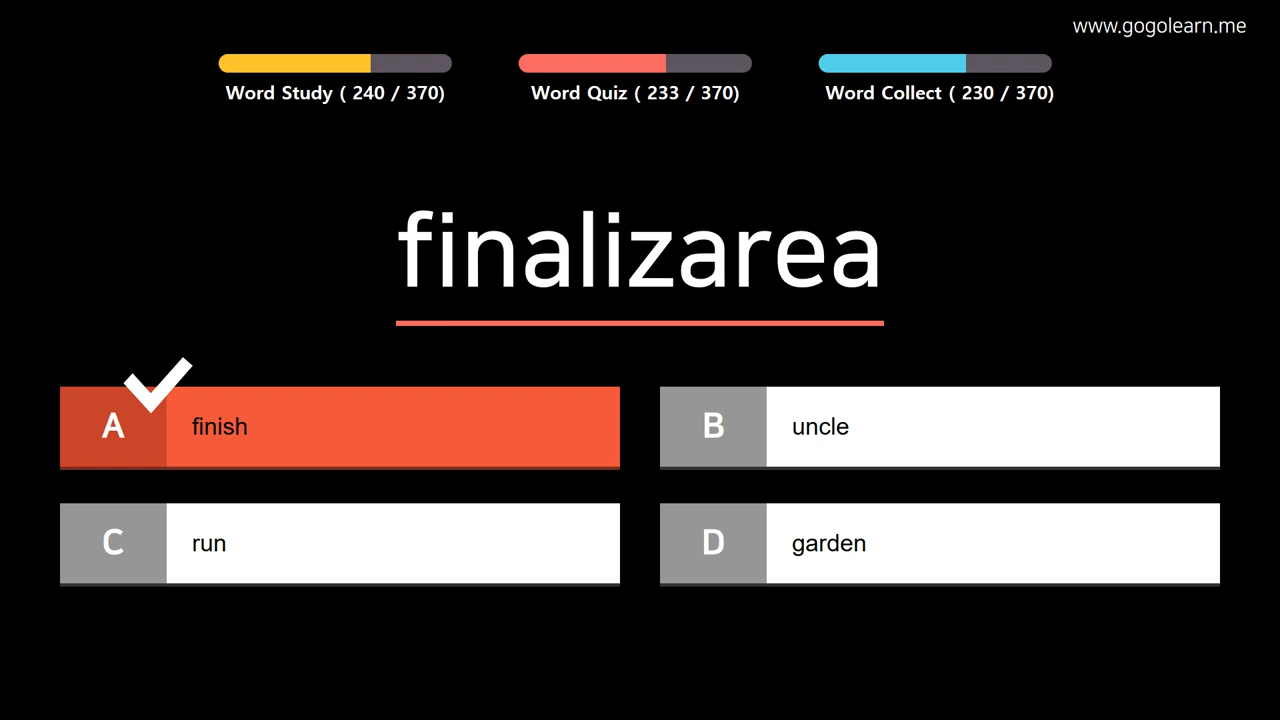 www.gogolearn.me
Word Study ( 240 / 370)
Word Quiz ( 233 / 370)
Word Collect ( 230 / 370)
finalizarea
A finish
B uncle
C run
D garden